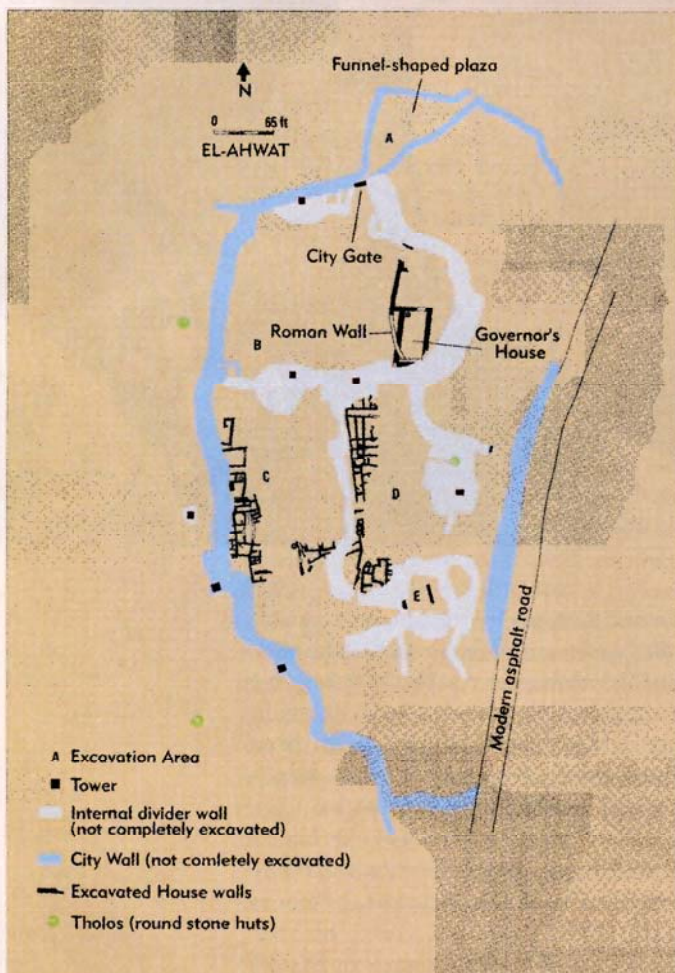 Funnel-shaped plaza
N
0 65 ft
EL-AHWAT
A
City Gate
Roman Wall
Governor's
House
B
C
D
E
Modern asphalt road
A Excavation Area
Tower
Internal divider wall
(not completely excavated)
City Wall (not comletely excavated)
Excavated House walls
Tholos (round stone huts)